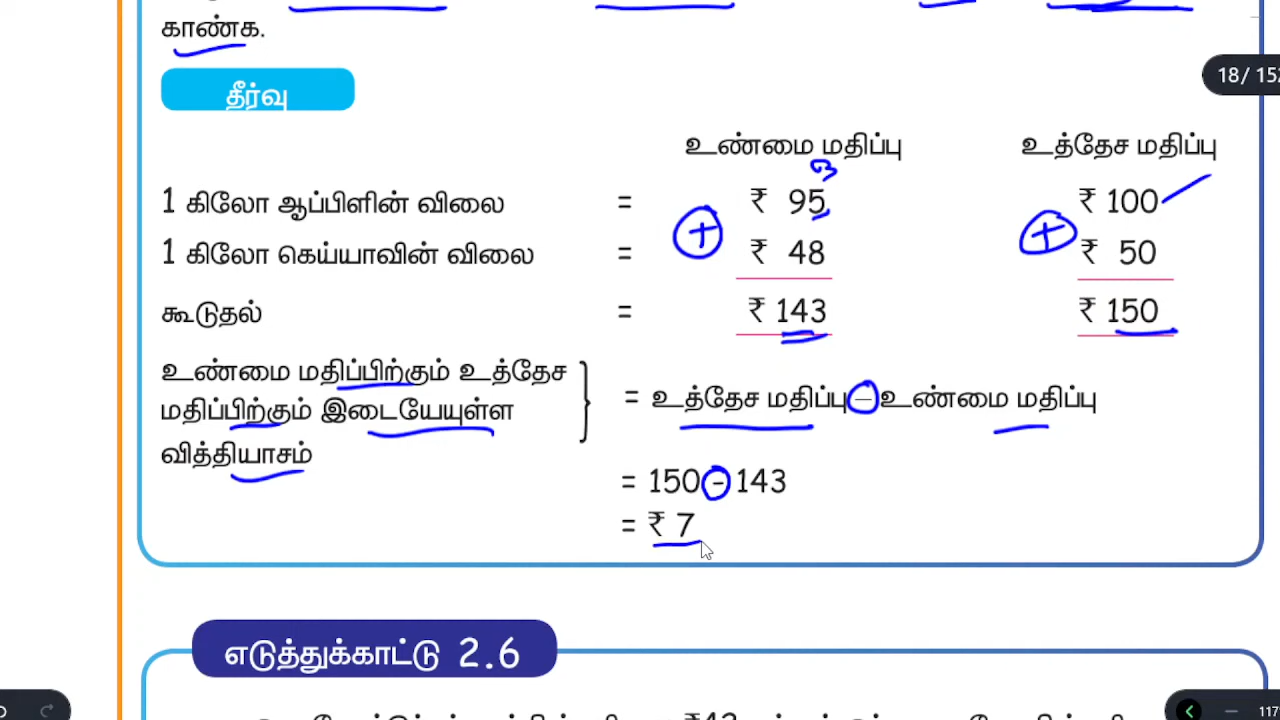 காண்க.
18/ 152
தீர்வு
உண்மை மதிப்பு உத்தேச மதிப்பு
1 கிலோ ஆப்பிளின் விலை = ₹ 95 ₹ 100
1 கிலோ கெய்யாவின் விலை = + ₹ 48 + ₹ 50
கூடுதல் = ₹ 143 ₹ 150
உண்மை மதிப்பிற்கும் உத்தேச
மதிப்பிற்கும் இடையேயுள்ள
வித்தியாசம்
= உத்தேச மதிப்பு – உண்மை மதிப்பு
= 150 - 143
= ₹ 7
எடுத்துக்காட்டு 2.6